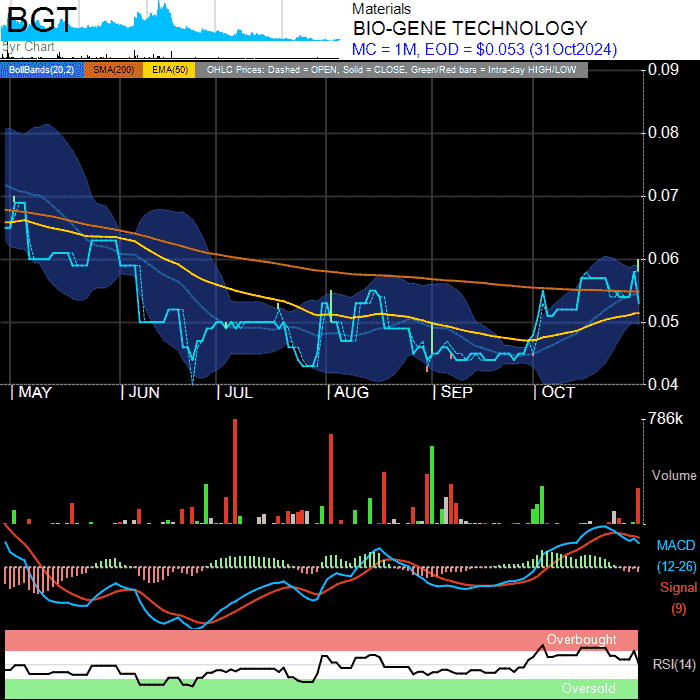 BGT
5yr Chart
Materials
BIO-GENE TECHNOLOGY
MC = 1M, EOD = $0.053 (31Oct2024)
BollBands(20,2) SMA(200) EMA(50) OHLC Prices: Dashed = OPEN, Solid = CLOSE, Green/Red bars = Intra-day HIGH/LOW
0.09
0.08
0.07
0.06
0.05
0.04
MAY JUN JUL AUG SEP OCT
786k
Volume
MACD
(12-26)
Signal
(9)
Overbought
RSI(14)
Oversold